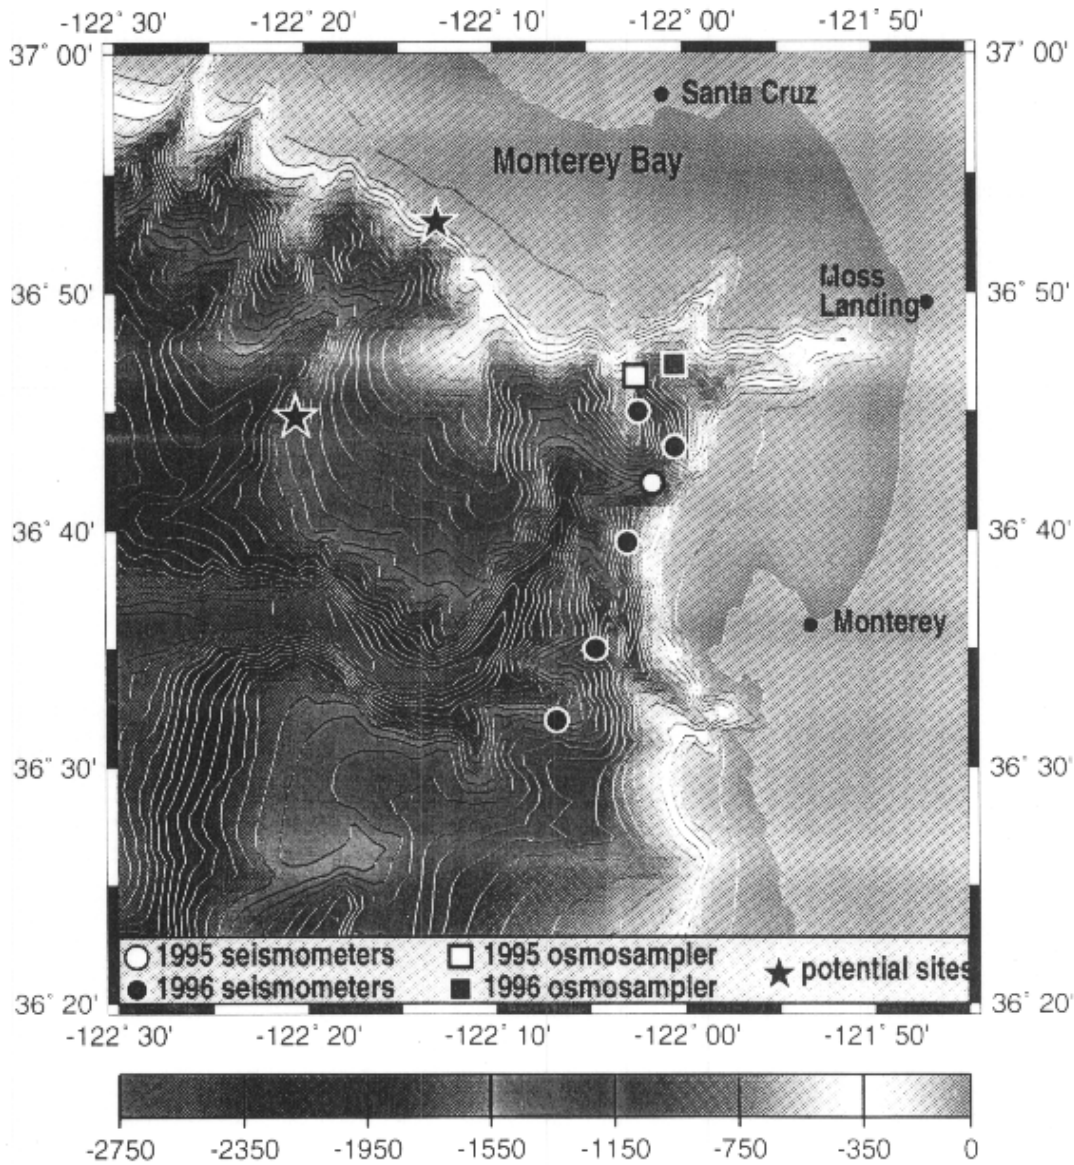 -122° 30' -122° 20' -122° 10' -122° 00' -121° 50'
37° 00' 37° 00'
Santa Cruz
Monterey Bay
36° 50' Moss 36° 50'
Landing
36° 40' 36° 40'
Monterey
36° 30' 36° 30'
1995 seismometers 1995 osmosampler
potential sites
1996 seismometers 1996 osmosampler
36° 20' 36° 20'
-122° 30' -122° 20' -122° 10' -122° 00' -121° 50'
-2750 -2350 -1950 -1550 -1150 -750 -350 0